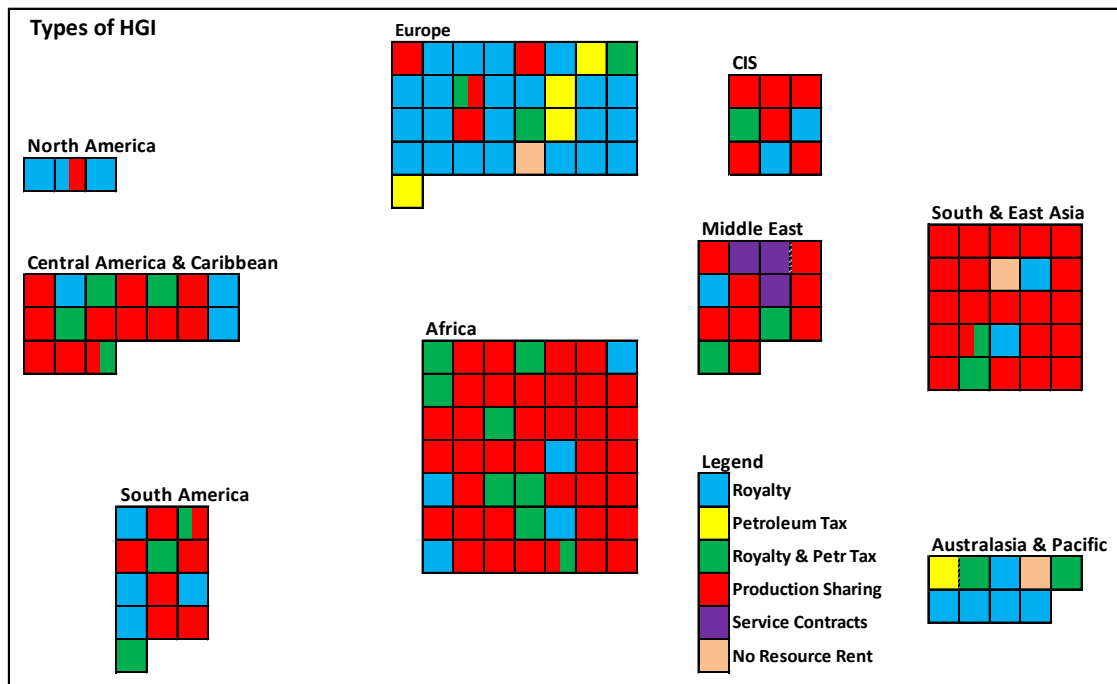 Types of HGI
Europe
CIS
North America
South & East Asia
Middle East
Central America & Caribbean
Africa
Legend
Royalty
South America
Petroleum Tax
Royalty & Petr Tax
Australasia & Pacific
Production Sharing
Service Contracts
No Resource Rent